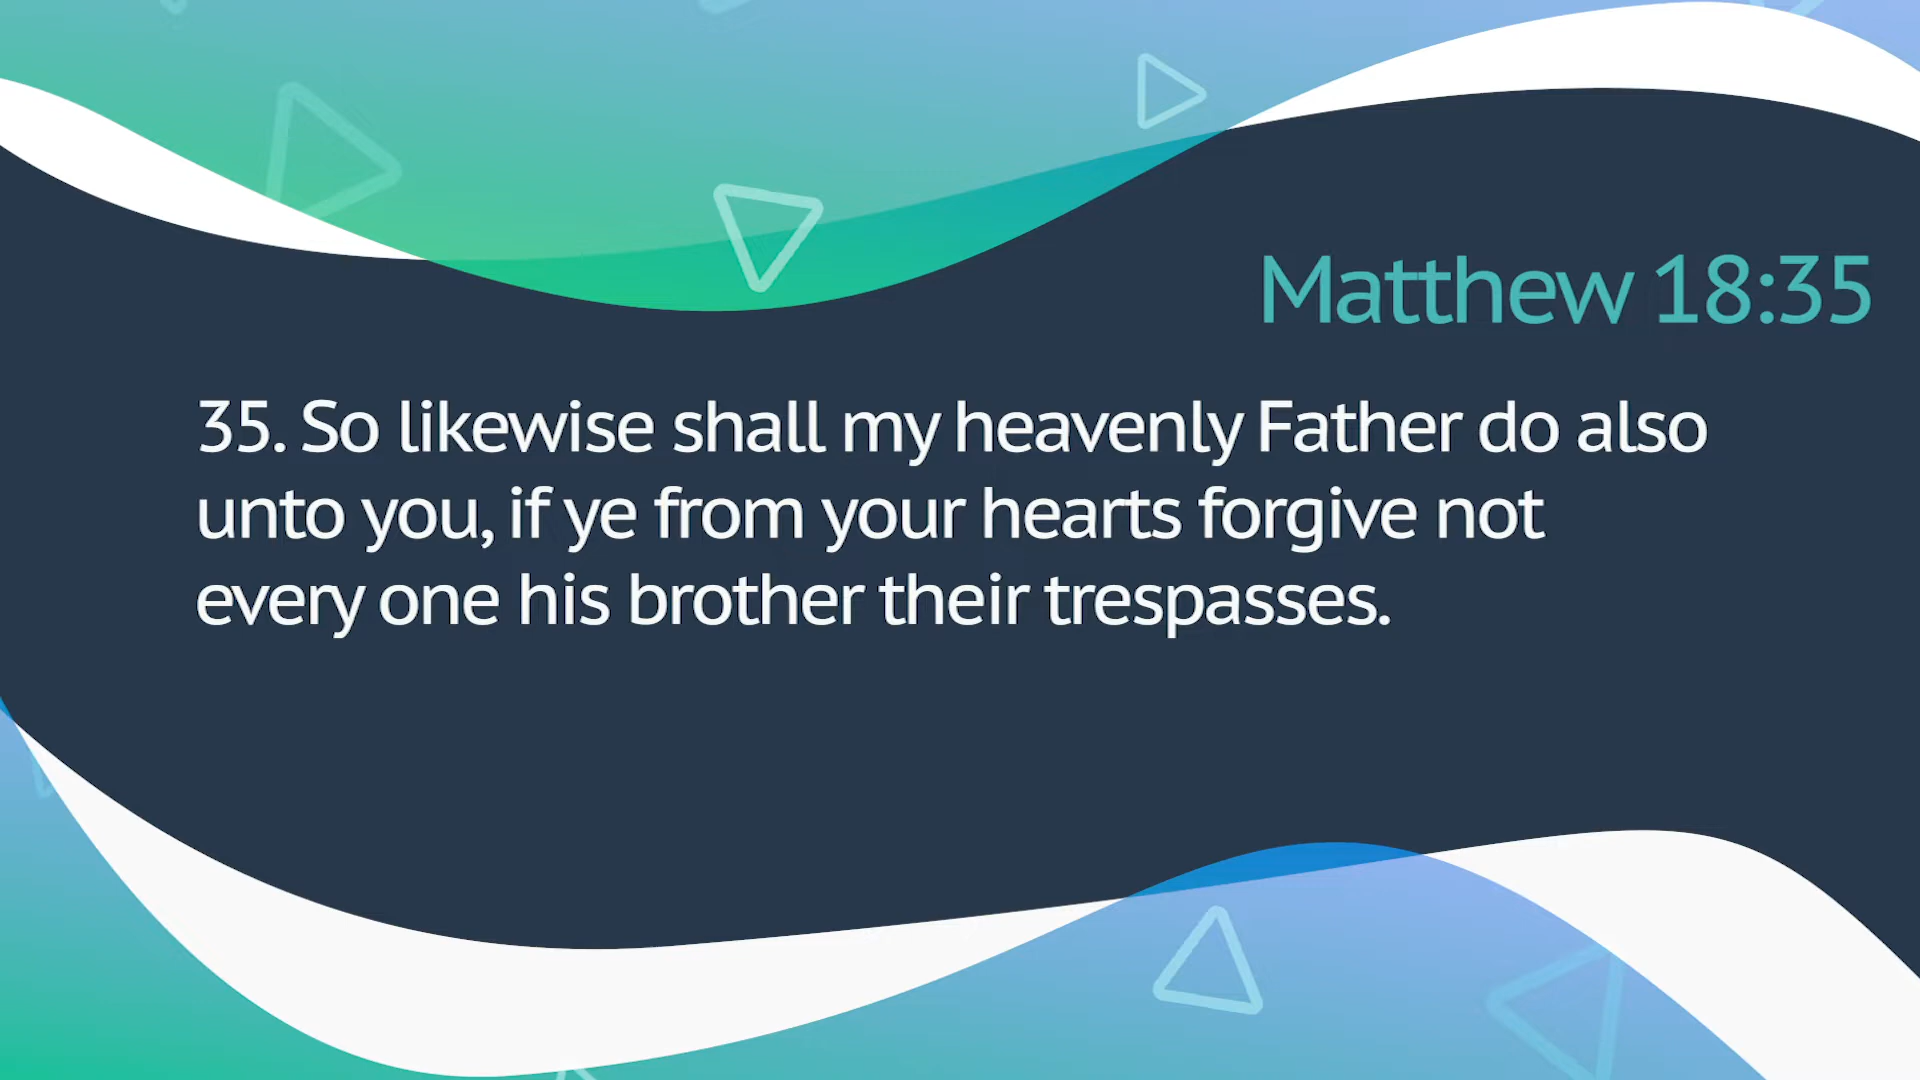 Matthew 18:35
35. So likewise shall my heavenly Father do also
unto you, if ye from your hearts forgive not
every one his brother their trespasses.